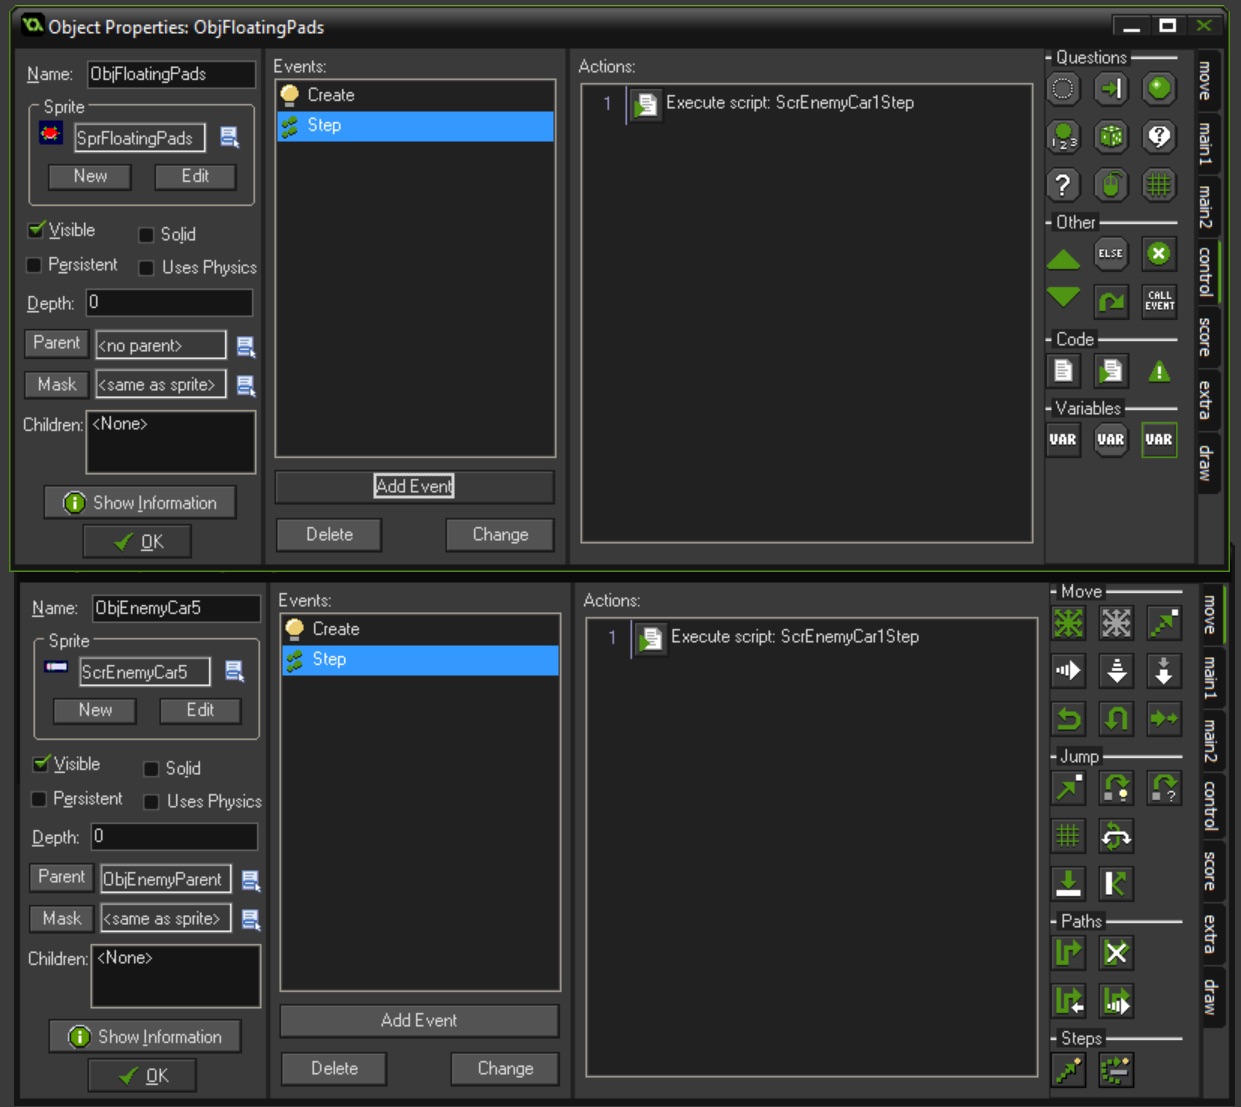 Object Properties: ObjFloatingPads
Name: ObjFloatingPads
Sprite
SprFloatingPads
New Edit
Visible Solid
Persistent Uses Physics
Depth: 0
Parent <no parent>
Mask <same as sprite>
Children: <None>
Show Information
OK
Events:
Create
Step
Add Event
Delete Change
Actions:
1 Execute script: ScrEnemyCar1Step
Questions
1 2 3
?
?
Other
ELSE
CALL EVENT
Code
Variables
VAR VAR VAR
move
main1
main2
control
score
extra
draw
Name: ObjEnemyCar5
Sprite
ScrEnemyCar5
New Edit
Visible Solid
Persistent Uses Physics
Depth: 0
Parent ObjEnemyParent
Mask <same as sprite>
Children: <None>
Show Information
OK
Events:
Create
Step
Add Event
Delete Change
Actions:
1 Execute script: ScrEnemyCar1Step
Move
Jump
?
Paths
Steps
move
main1
main2
control
score
extra
draw